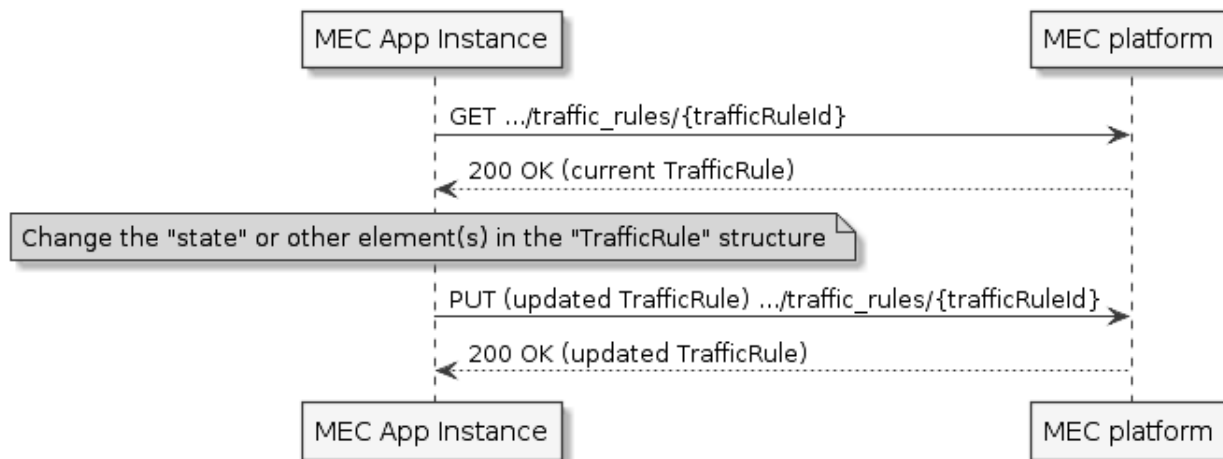 MEC App Instance
MEC platform
GET .../traffic_rules/{trafficRuleId}
200 OK (current TrafficRule)
Change the "state" or other element(s) in the "TrafficRule" structure
PUT (updated TrafficRule) .../traffic_rules/{trafficRuleId}
200 OK (updated TrafficRule)
MEC App Instance
MEC platform